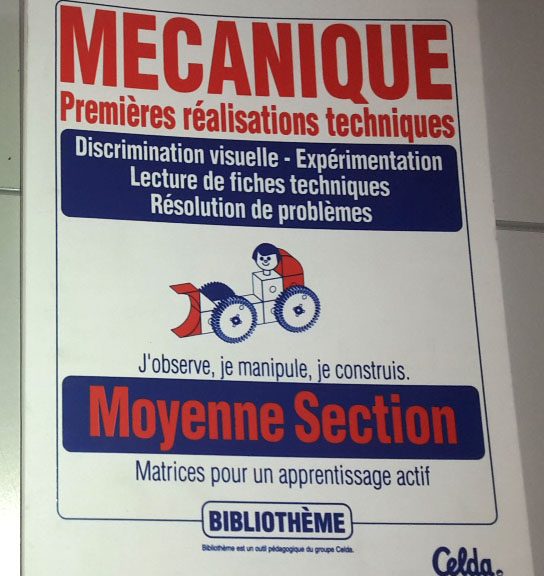 MECANIQUE
Premières réalisations techniques
Discrimination visuelle - Expérimentation
Lecture de fiches techniques
Résolution de problèmes
J'observe, je manipule, je construis.
Moyenne Section
Matrices pour un apprentissage actif
BIBLIOTHÈME
Bibliothème est un outil pédagogique du groupe Celda.
Celda